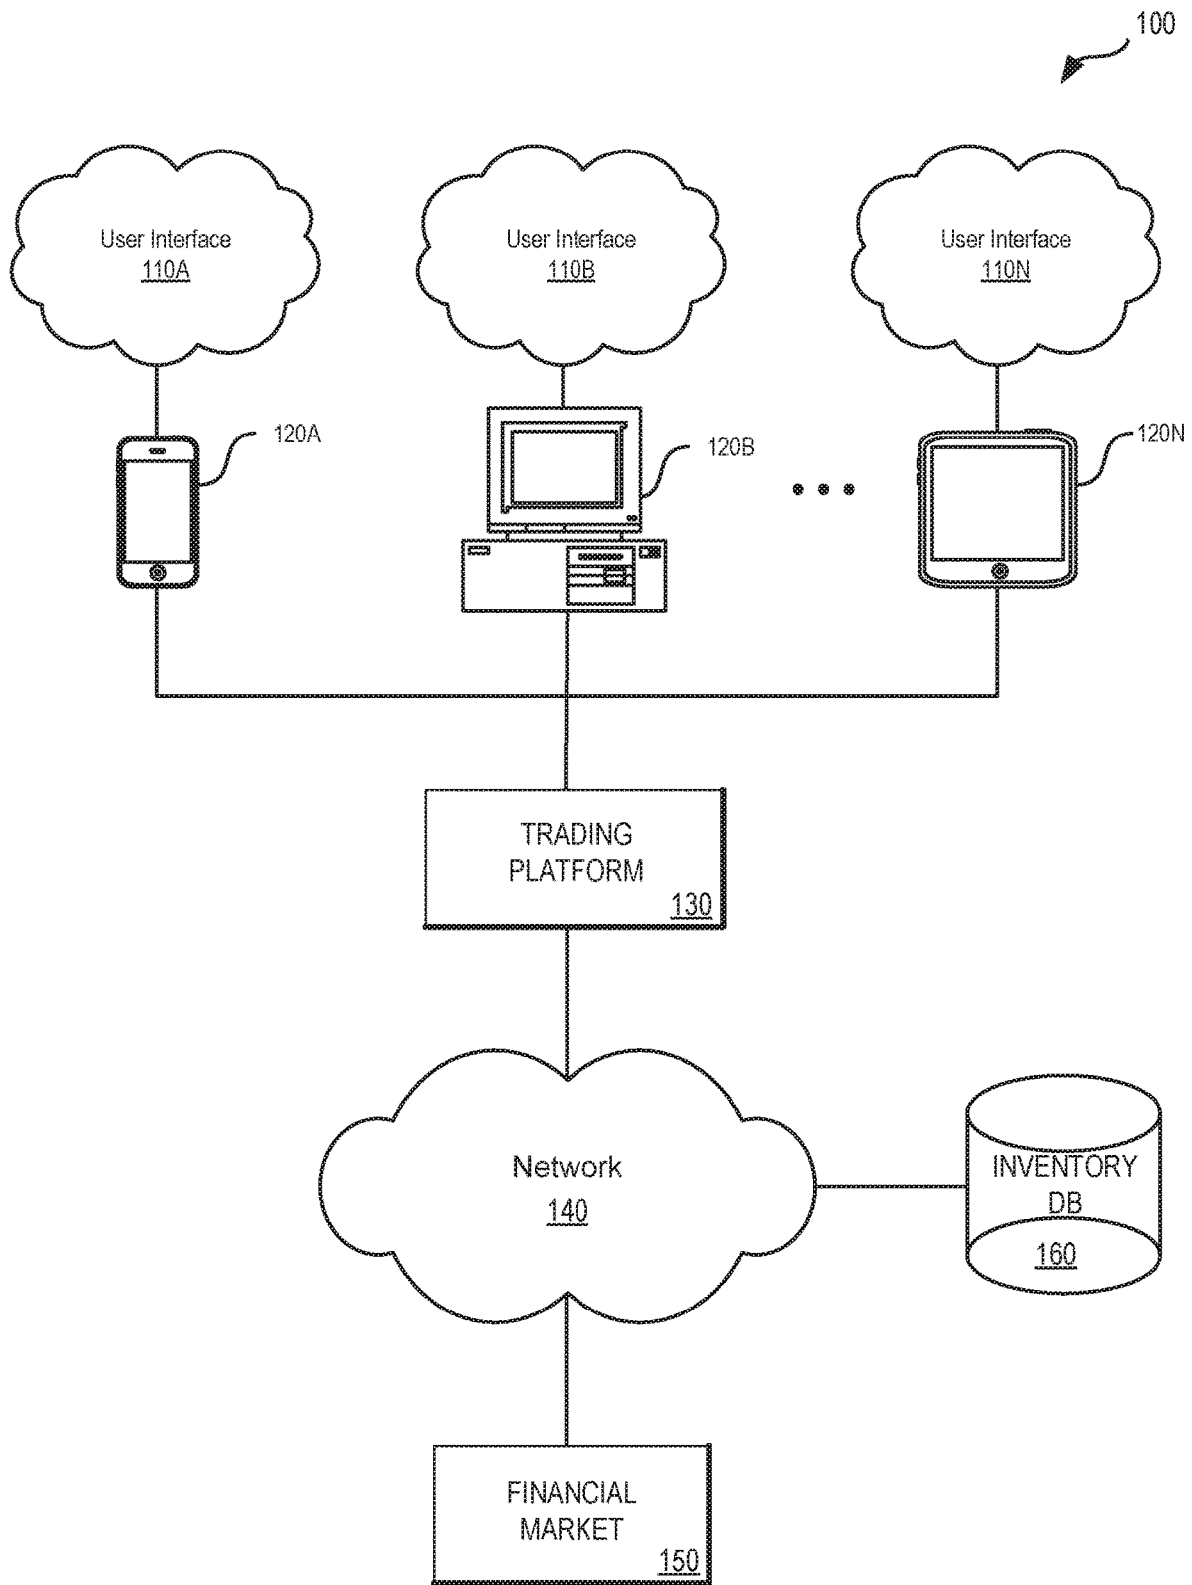 100
User Interface
110A
User Interface
110B
User Interface
110N
120A
120B
120N
TRADING
PLATFORM
130
Network
140
INVENTORY
DB
160
FINANCIAL
MARKET
150